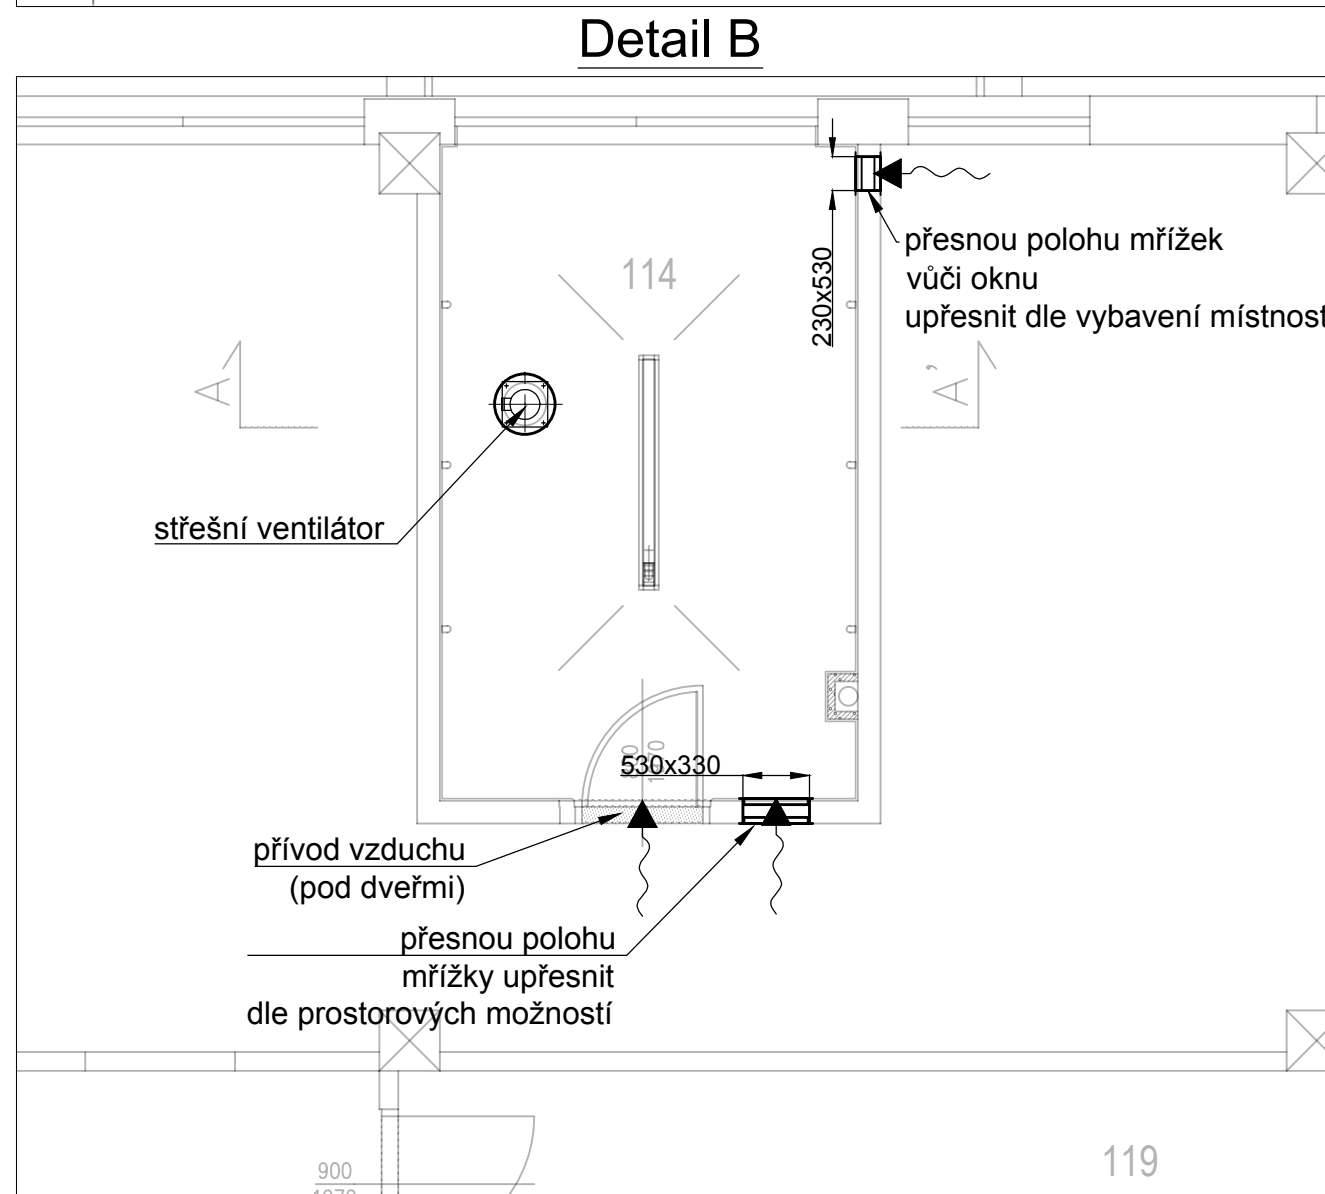 Detail B
přesnou polohu mřížek
vůči oknu
upřesnit dle vybavení místnost
230x530
114
A
A'
střešní ventilátor
530x330
přívod vzduchu
(pod dveřmi)
přesnou polohu
mřížky upřesnit
dle prostorových možností
900
119